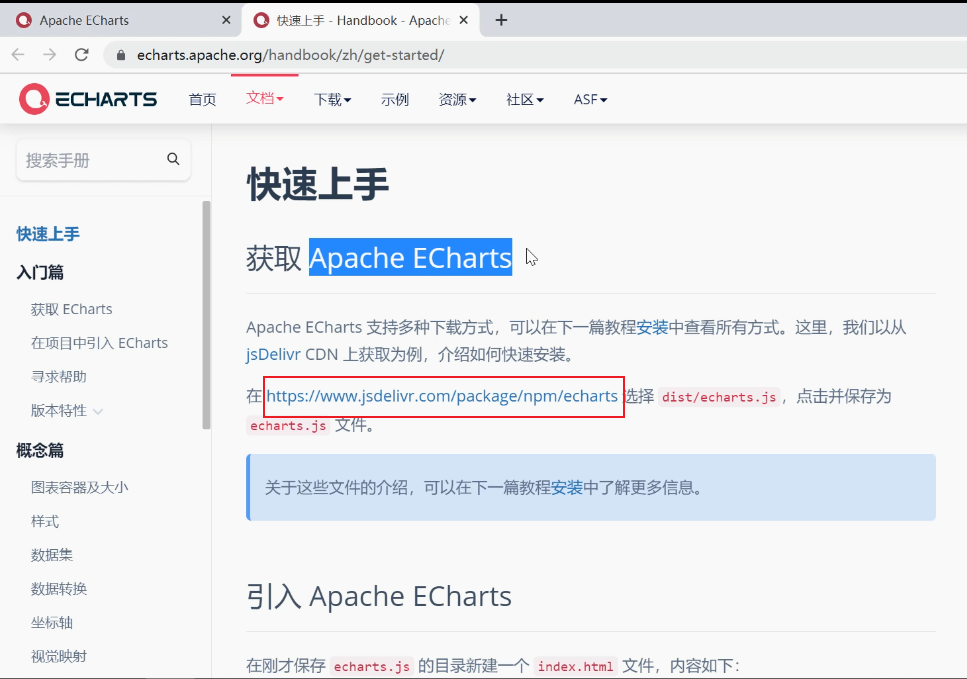 Apache ECharts
快速上手 - Handbook - Apache
echarts.apache.org/handbook/zh/get-started/
ECHARTS 首页 文档 下载 示例 资源 社区 ASF
搜索手册
快速上手
入门篇
获取 ECharts
在项目中引入 ECharts
寻求帮助
版本特性
概念篇
图表容器及大小
样式
数据集
数据转换
坐标轴
视觉映射
快速上手
获取 Apache ECharts
Apache ECharts 支持多种下载方式，可以在下一篇教程安装中查看所有方式。这里，我们以从
jsDelivr CDN 上获取为例，介绍如何快速安装。
在 https://www.jsdelivr.com/package/npm/echarts 选择 dist/echarts.js ，点击并保存为
echarts.js 文件。
关于这些文件的介绍，可以在下一篇教程安装中了解更多信息。
引入 Apache ECharts
在刚才保存 echarts.js 的目录新建一个 index.html 文件，内容如下：